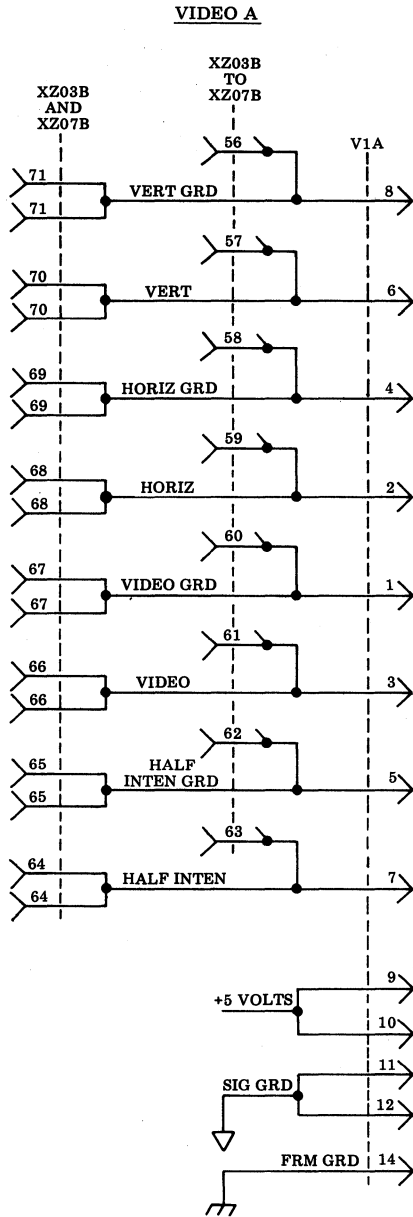 VIDEO A
XZ03B
AND
XZ07B
XZ03B
TO
XZ07B
V1A
56
71
VERT GRD
8
71
57
70
VERT
6
70
58
69
HORIZ GRD
4
69
59
68
HORIZ
2
68
60
67
VIDEO GRD
1
67
61
66
VIDEO
3
66
62
65
HALF
INTEN GRD
5
65
63
64
HALF INTEN
7
64
9
+5 VOLTS
10
11
SIG GRD
12
FRM GRD
14